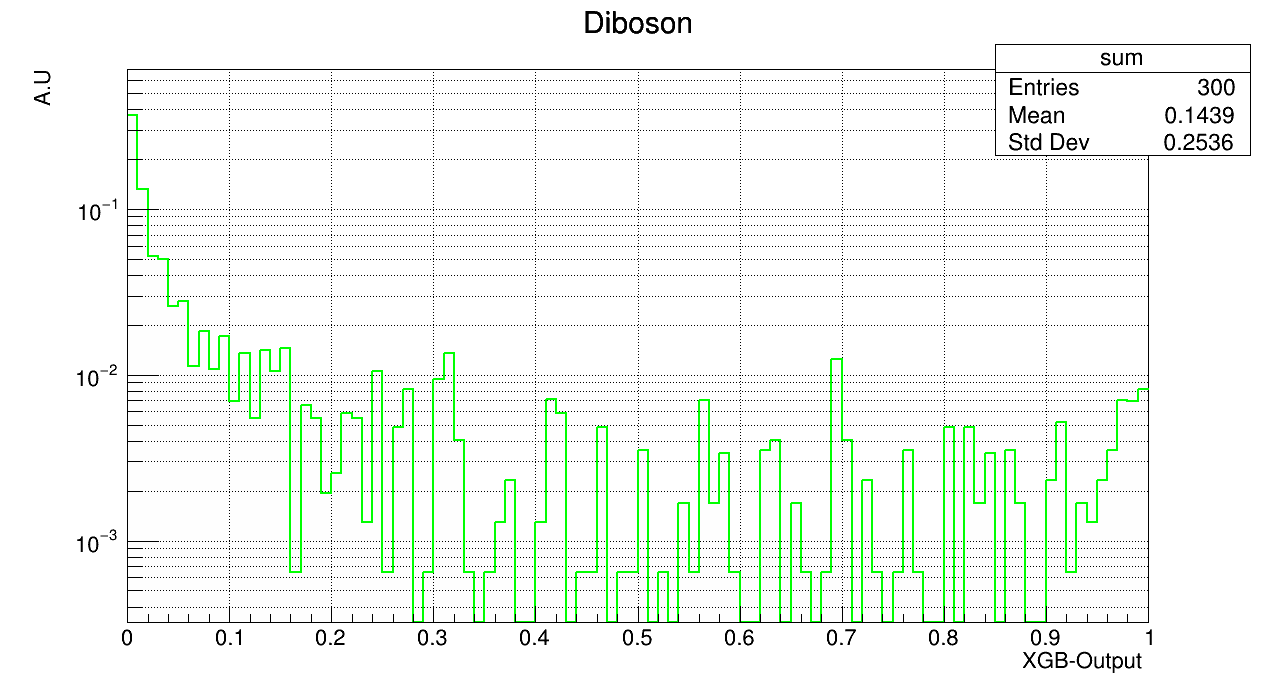 Diboson
A.U
sum
Entries 300
Mean 0.1439
Std Dev 0.2536
10⁻¹
10⁻²
10⁻³
0 0.1 0.2 0.3 0.4 0.5 0.6 0.7 0.8 0.9 1
XGB-Output